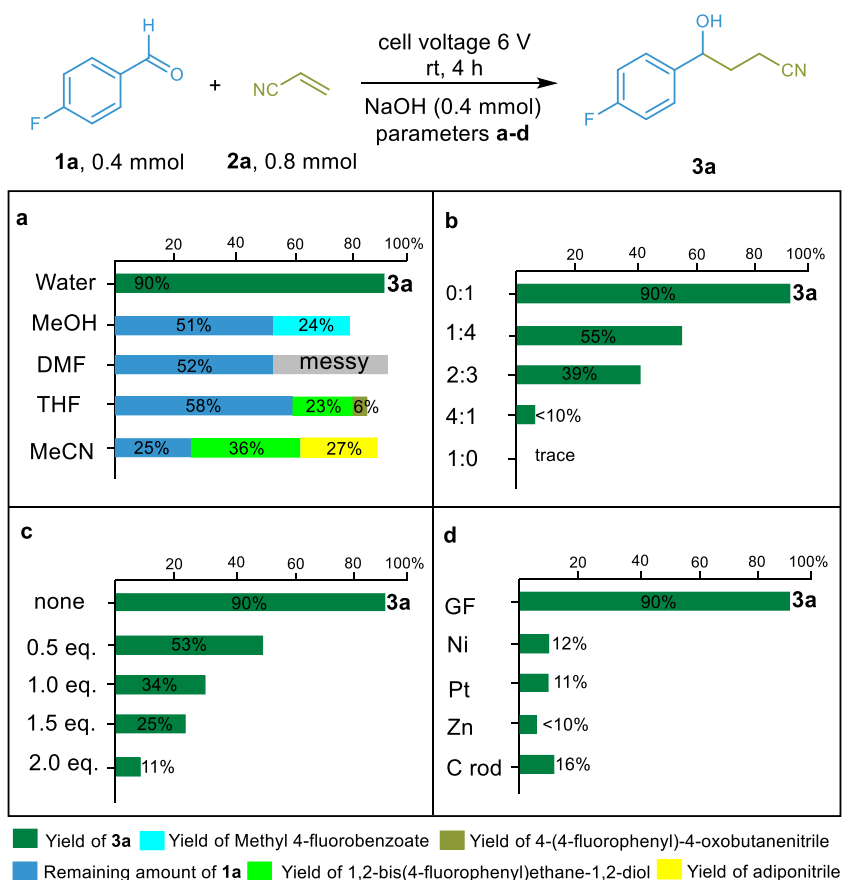 H
O
F
+
NC
cell voltage 6 V
rt, 4 h
NaOH (0.4 mmol)
parameters a-d
OH
CN
F
1a, 0.4 mmol
2a, 0.8 mmol
3a
a
20 40 60 80 100%
Water 90% 3a
MeOH 51% 24%
DMF 52% messy
THF 58% 23% 6%
MeCN 25% 36% 27%
b
20 40 60 80 100%
0:1 90% 3a
1:4 55%
2:3 39%
4:1 <10%
1:0 trace
c
20 40 60 80 100%
none 90% 3a
0.5 eq. 53%
1.0 eq. 34%
1.5 eq. 25%
2.0 eq. 11%
d
20 40 60 80 100%
GF 90% 3a
Ni 12%
Pt 11%
Zn <10%
C rod 16%
Yield of 3a Yield of Methyl 4-fluorobenzoate Yield of 4-(4-fluorophenyl)-4-oxobutanenitrile
Remaining amount of 1a Yield of 1,2-bis(4-fluorophenyl)ethane-1,2-diol Yield of adiponitrile